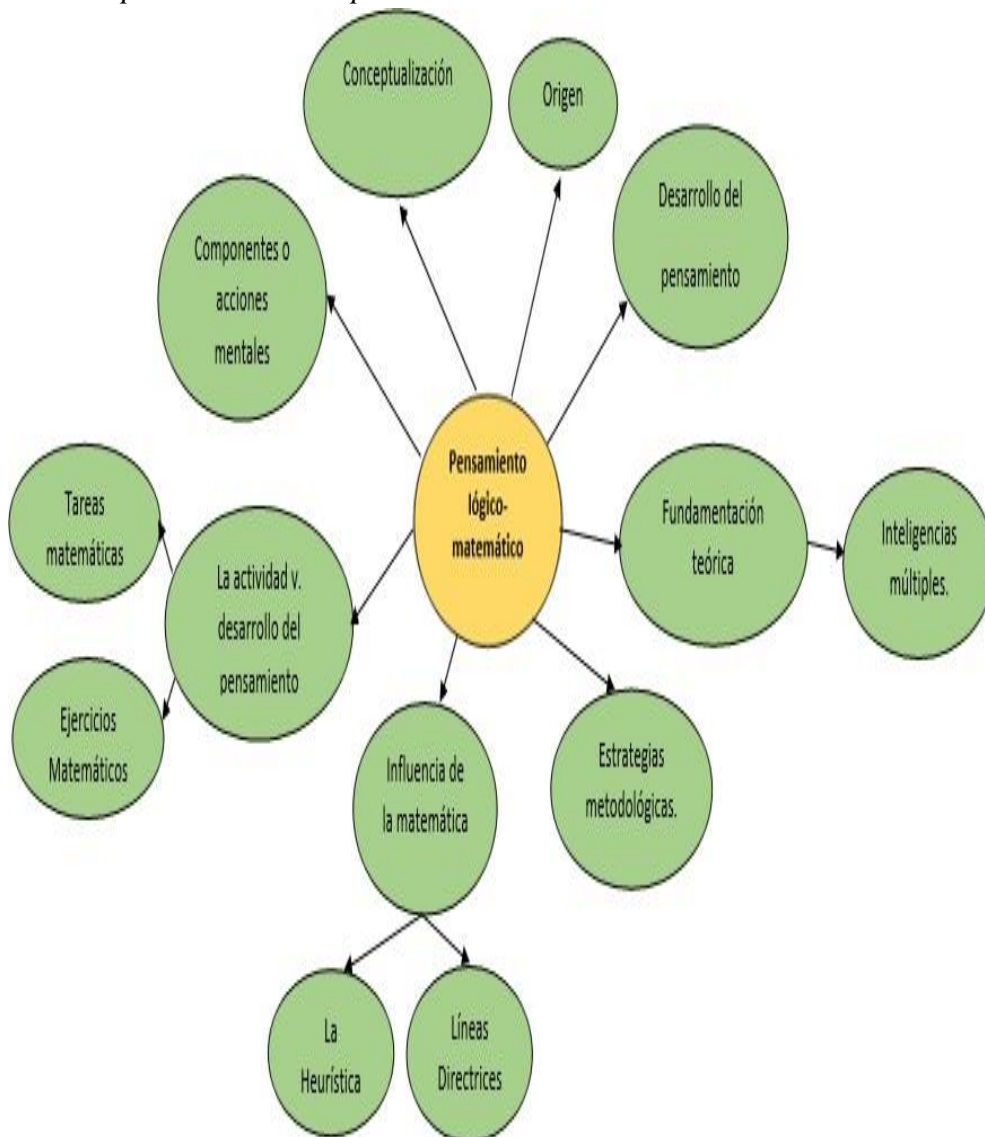 Conceptualización
Origen
Desarrollo del
pensamiento
Componentes o
acciones
mentales
Pensamiento
lógico-
matemático
Fundamentación
teórica
Inteligencias
múltiples.
Tareas
matemáticas
La actividad v.
desarrollo del
pensamiento
Ejercicios
Matemáticos
Influencia de
la matemática
Estrategias
metodológicas.
La
Heurística
Líneas
Directrices